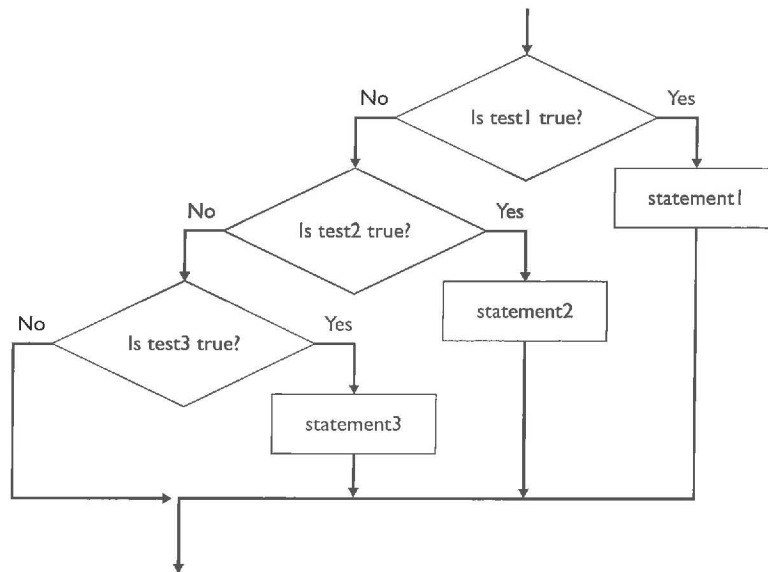 No
Yes
Is test1 true?
statement1
No
Yes
Is test2 true?
statement2
No
Yes
Is test3 true?
statement3